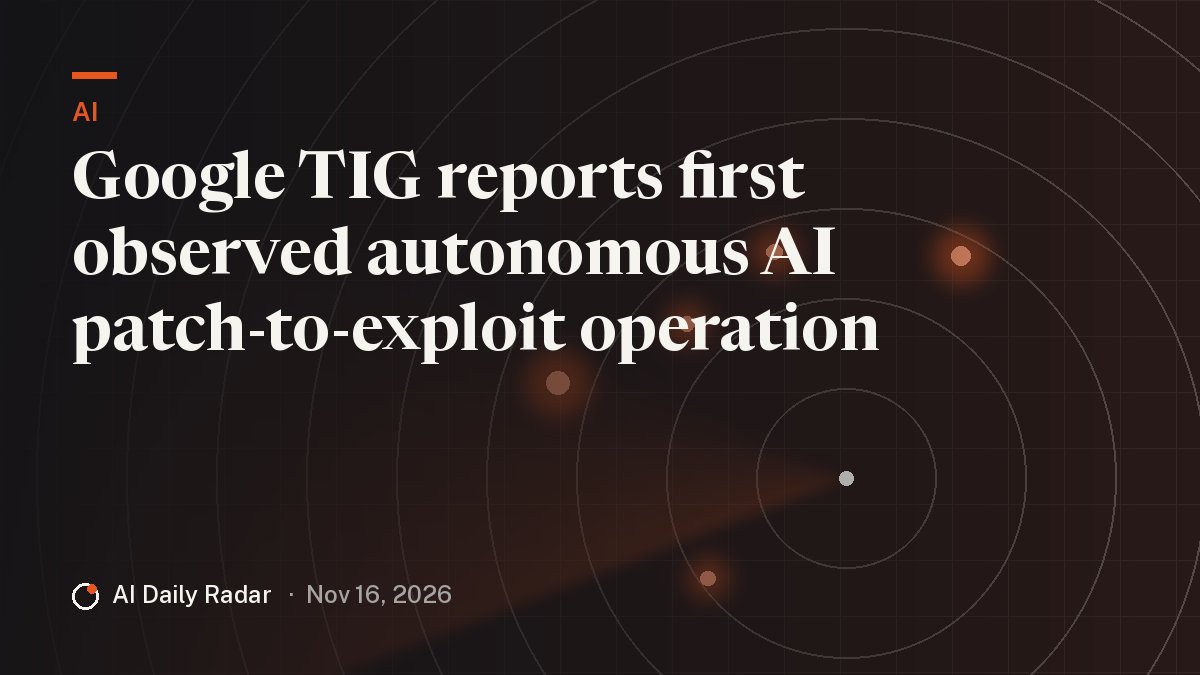 AI
Google TIG reports first
observed autonomous AI
patch-to-exploit operation
AI Daily Radar · Nov 16, 2026